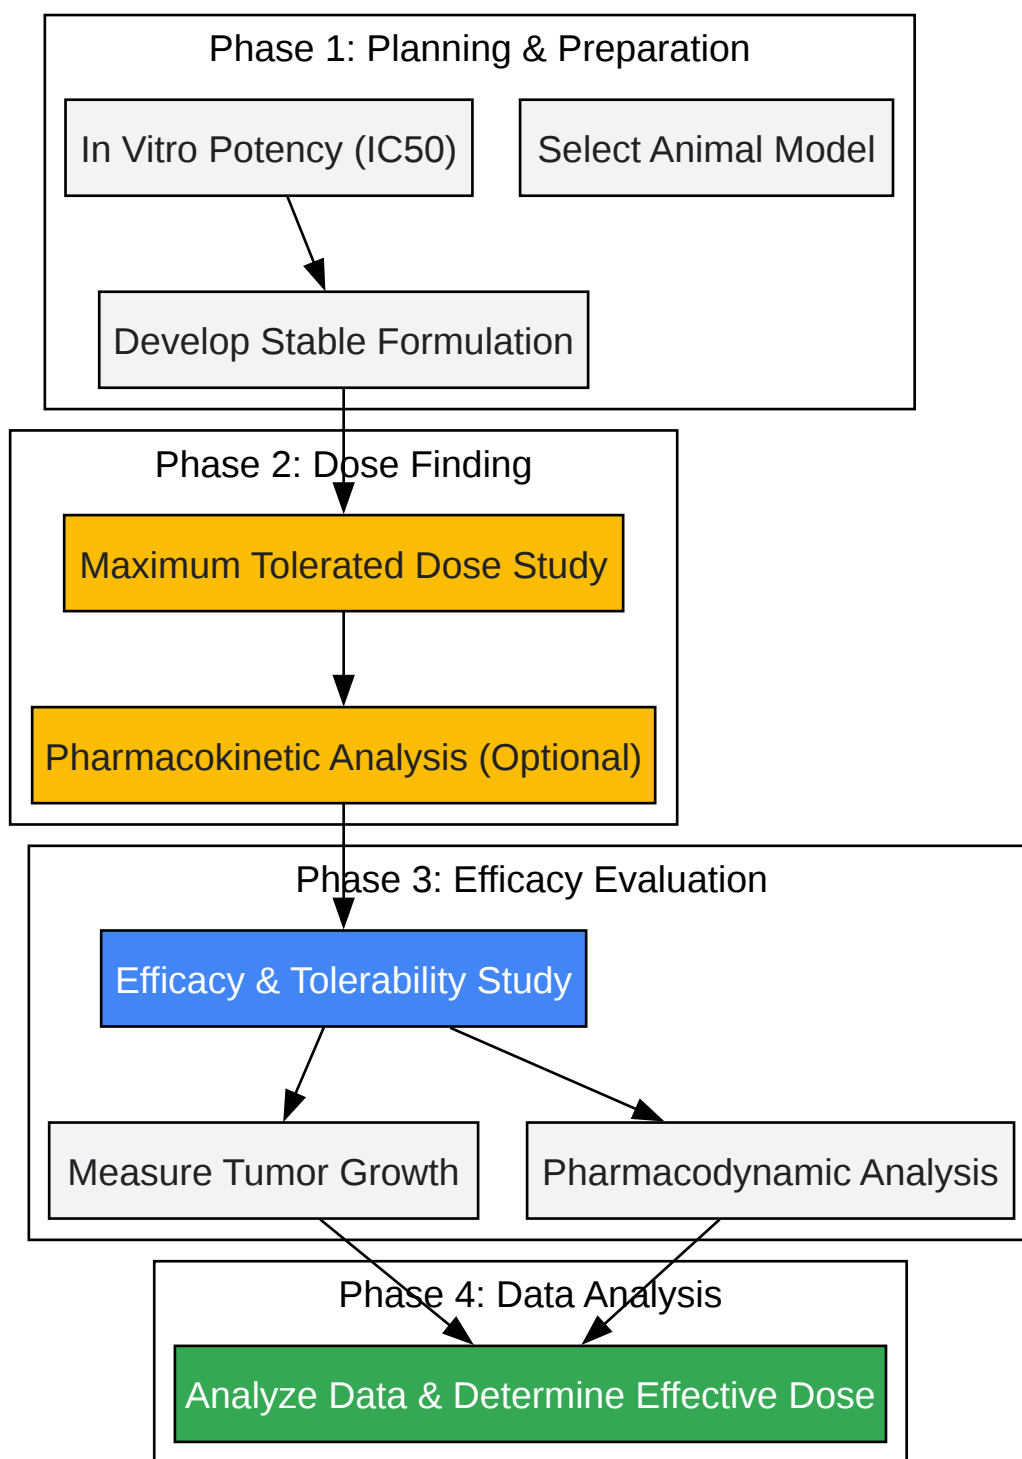 Phase 1: Planning & Preparation
In Vitro Potency (IC50)
Select Animal Model
Develop Stable Formulation
Phase 2: Dose Finding
Maximum Tolerated Dose Study
Pharmacokinetic Analysis (Optional)
Phase 3: Efficacy Evaluation
Efficacy & Tolerability Study
Measure Tumor Growth
Pharmacodynamic Analysis
Phase 4: Data Analysis
Analyze Data & Determine Effective Dose